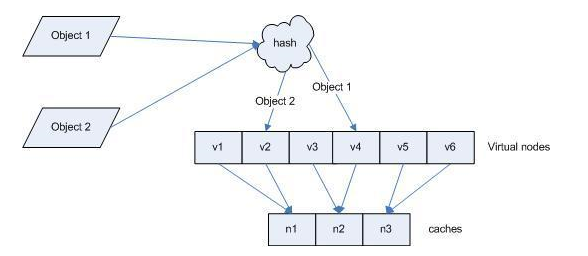 Object 1
hash
Object 2
Object 1
Object 2
v1 v2 v3 v4 v5 v6 Virtual nodes
n1 n2 n3 caches